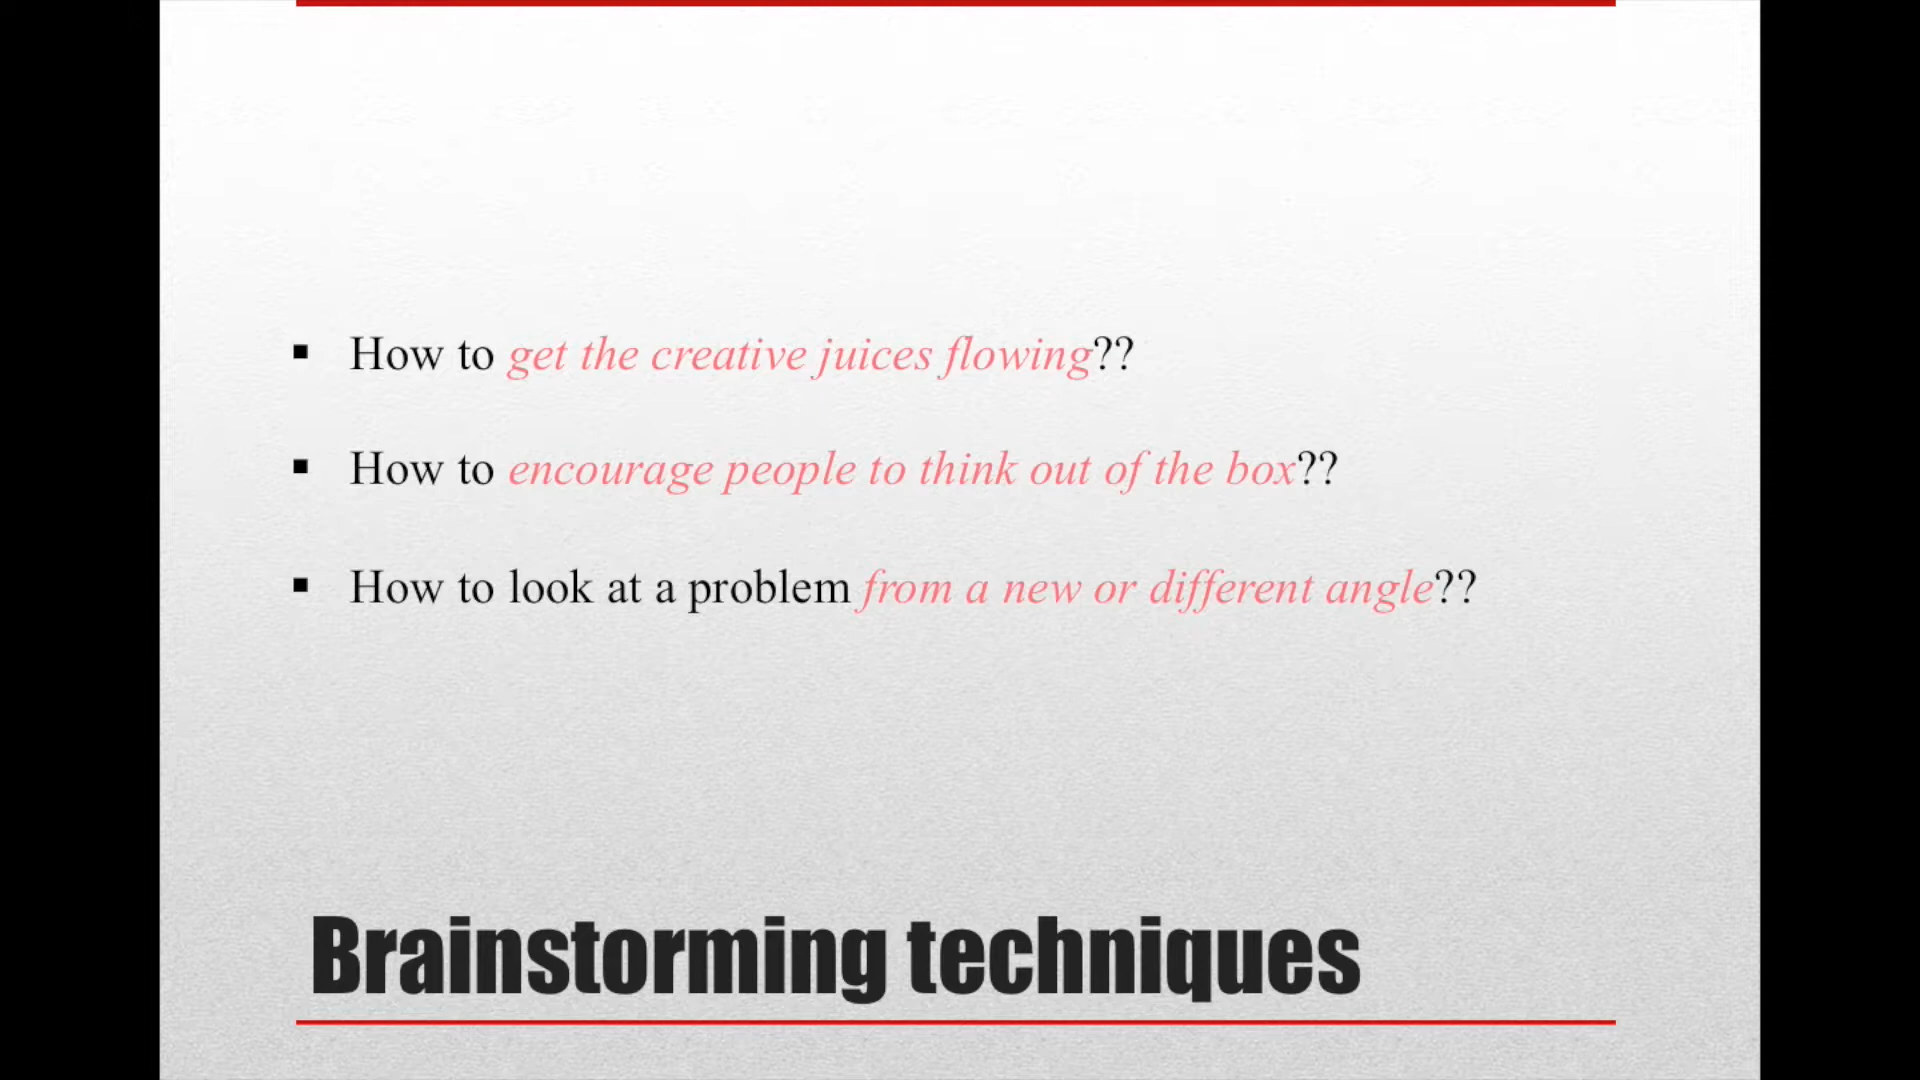 ▪ How to get the creative juices flowing??
▪ How to encourage people to think out of the box??
▪ How to look at a problem from a new or different angle??
Brainstorming techniques